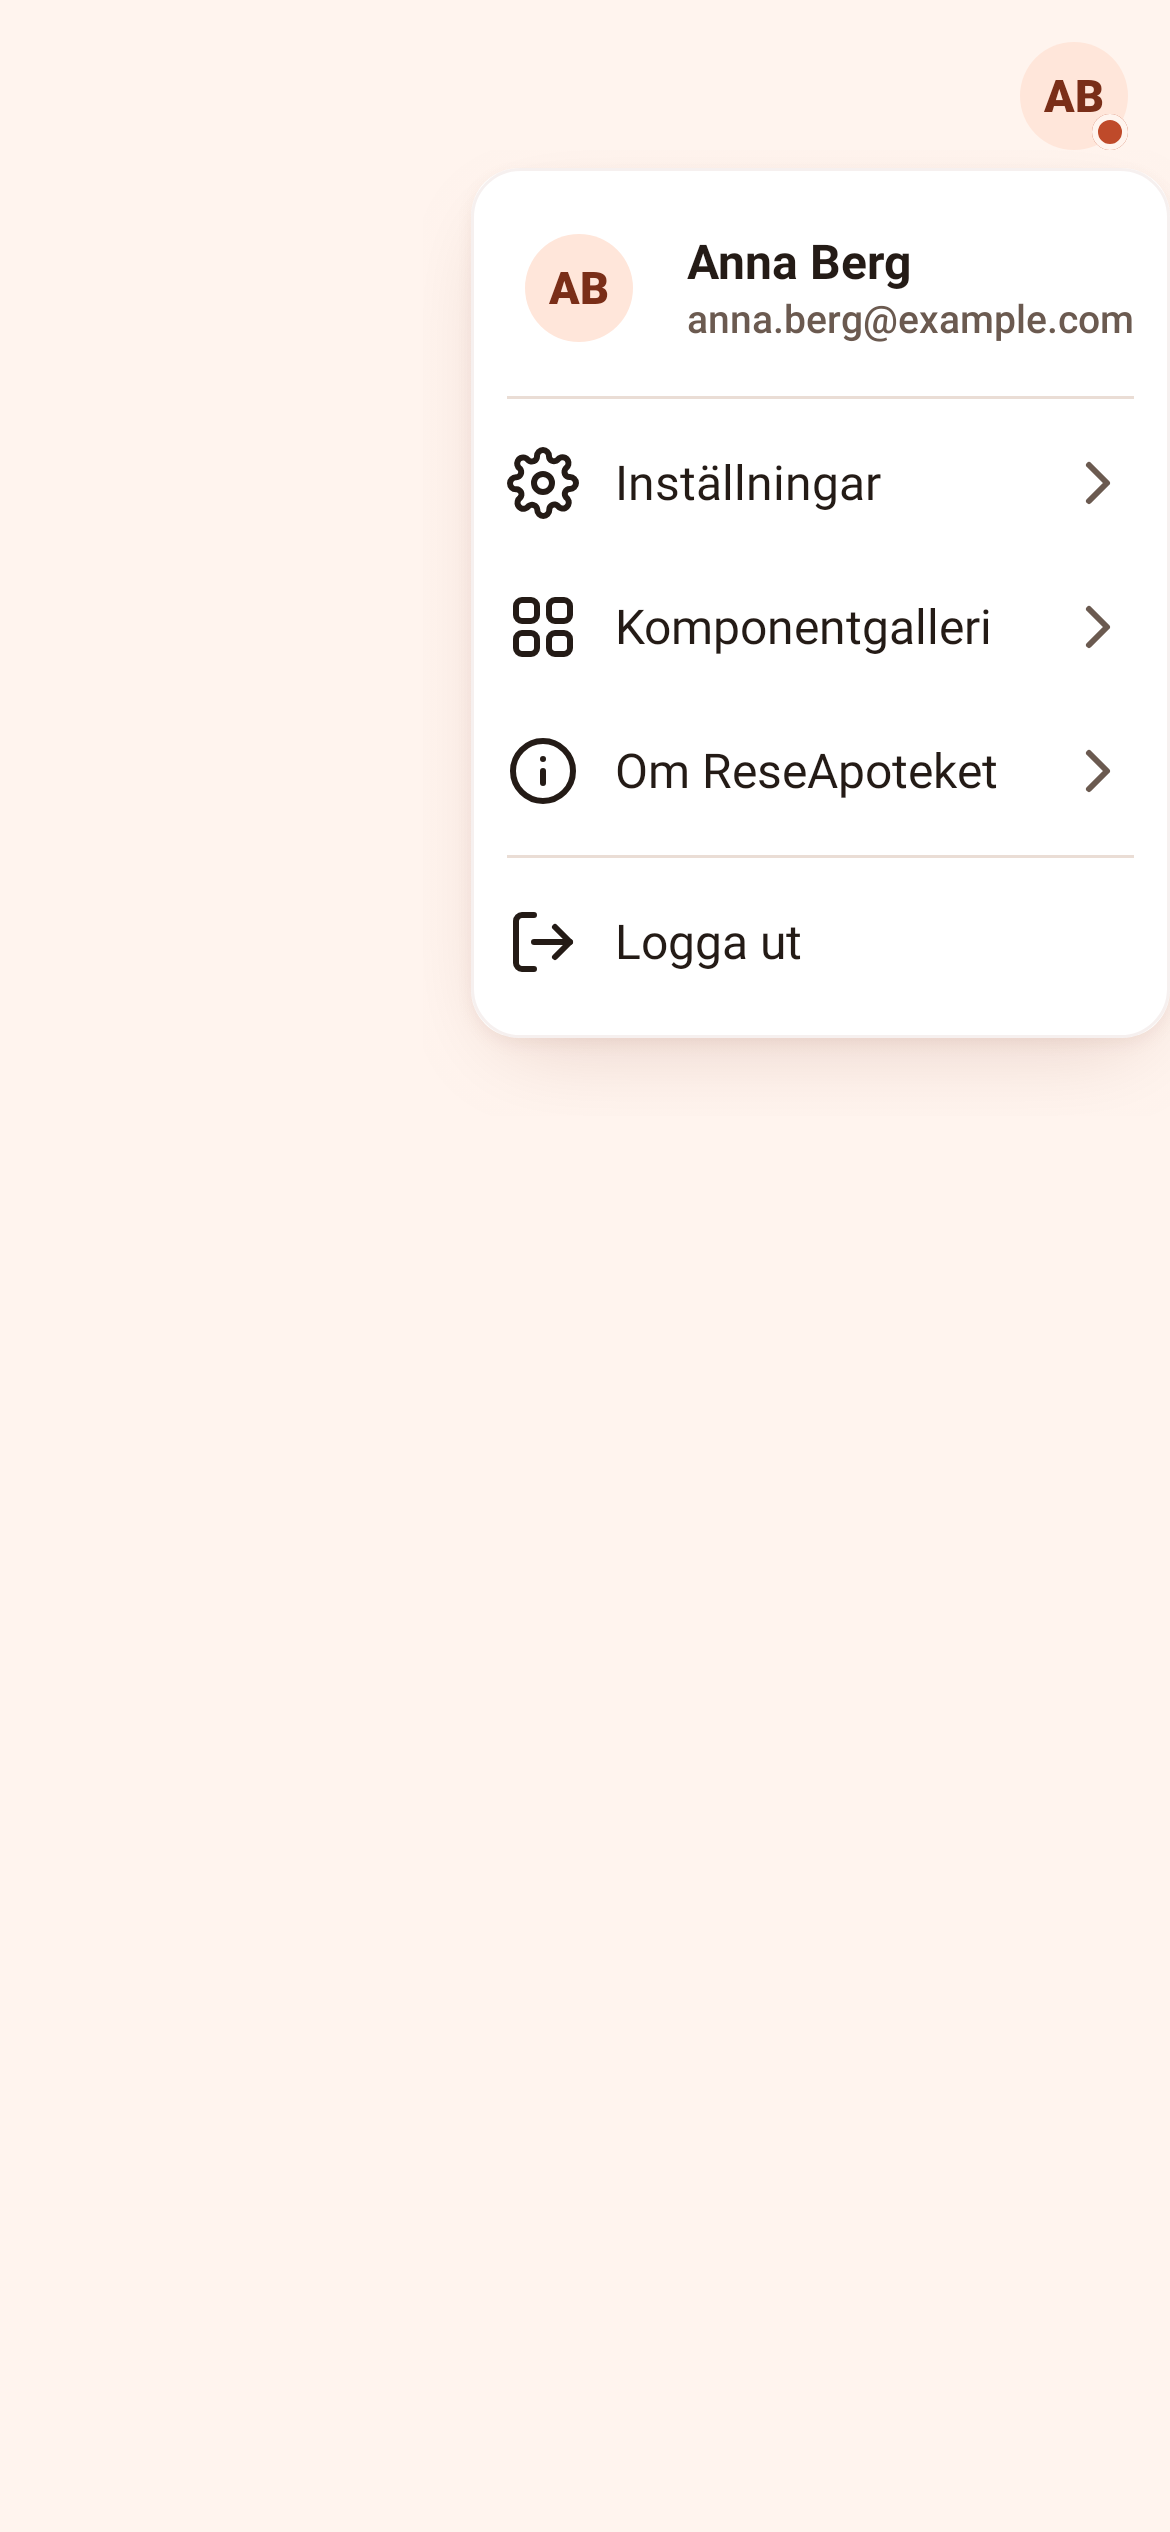 AB
AB
Anna Berg
anna.berg@example.com
Inställningar
Komponentgalleri
Om ReseApoteket
Logga ut